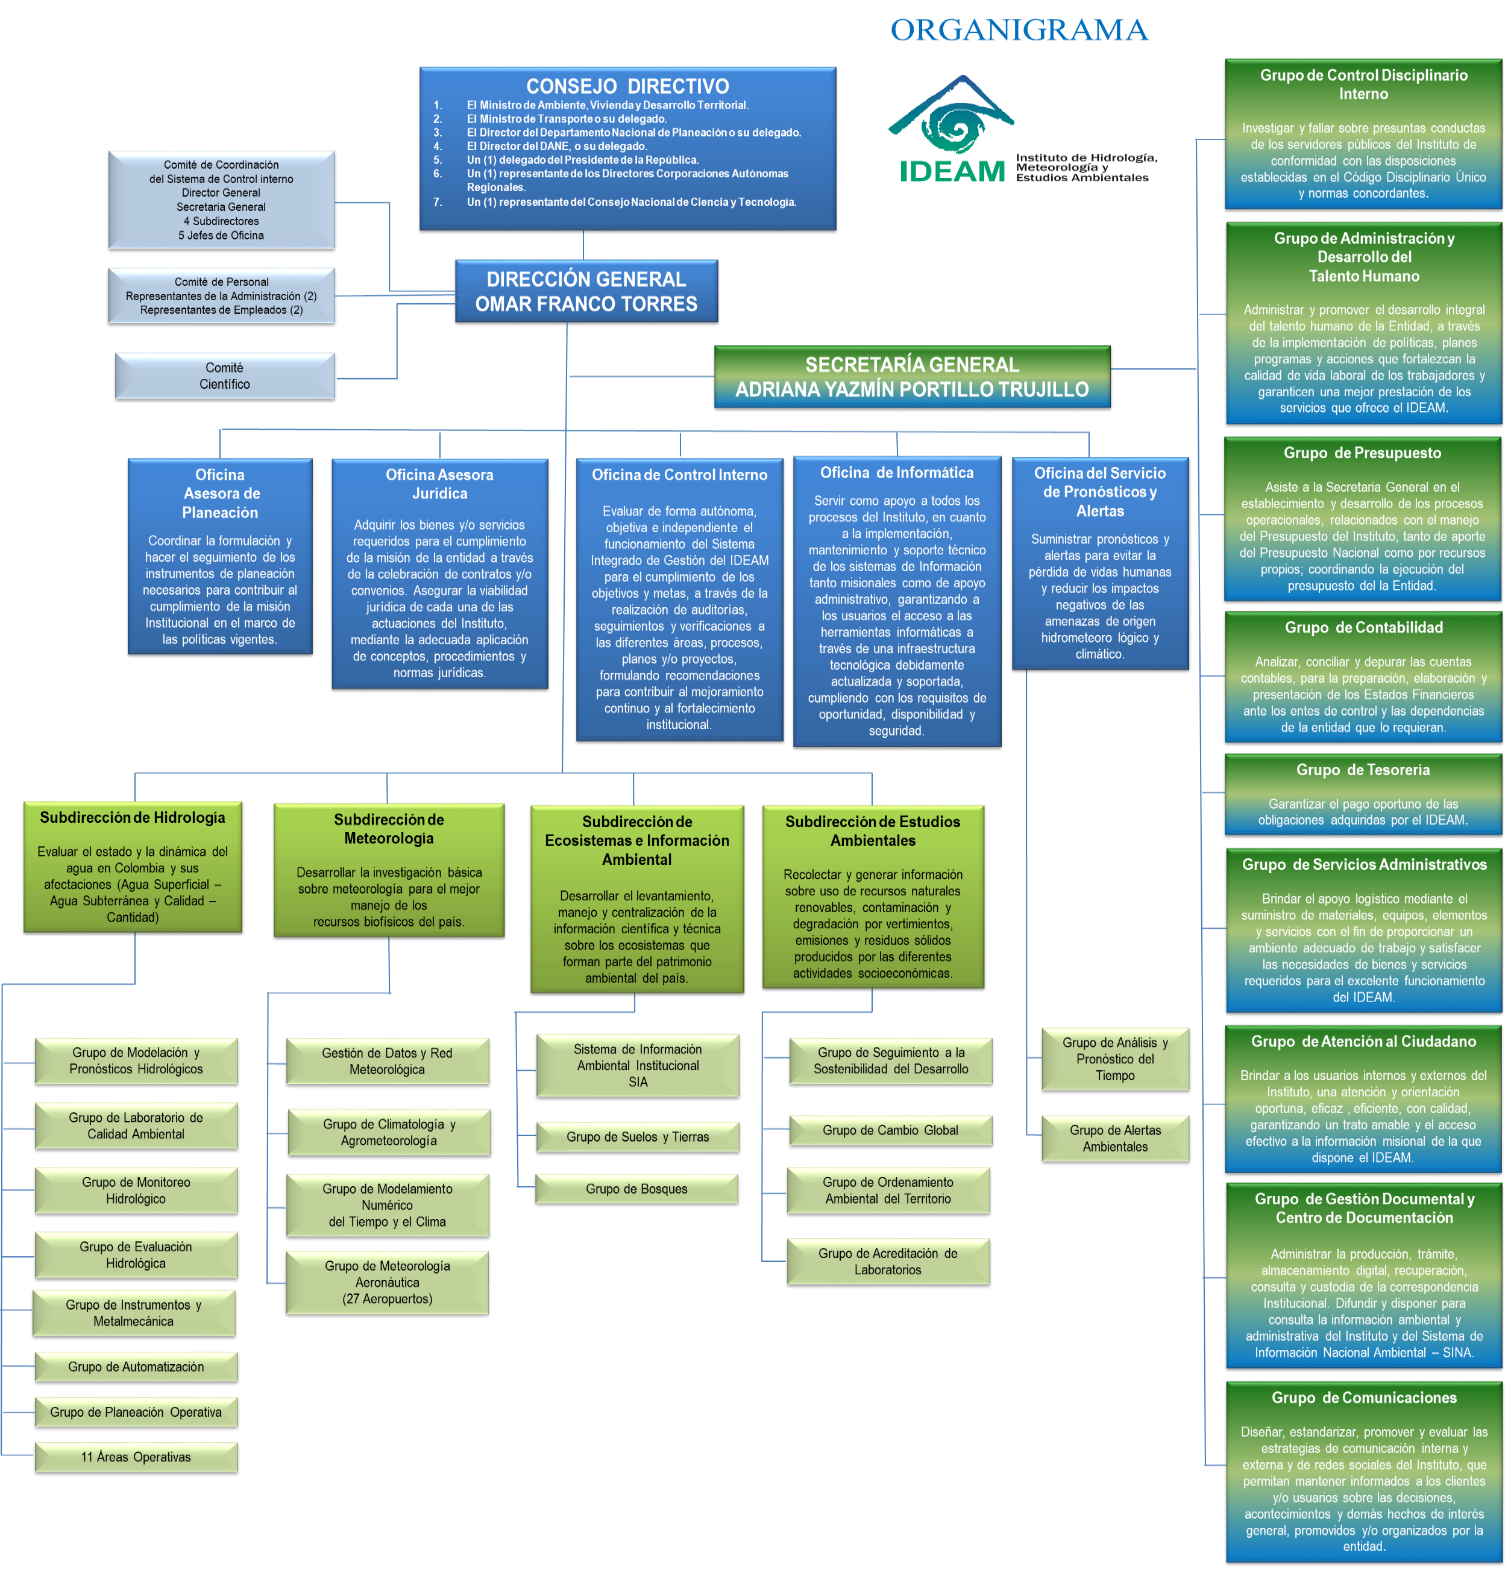 ORGANIGRAMA
CONSEJO DIRECTIVO
1. El Ministro de Ambiente, Vivienda y Desarrollo Territorial.
2. El Ministro de Transporte o su delegado.
3. El Director del Departamento Nacional de Planeación o su delegado.
4. El Director del DANE, o su delegado.
5. Un (1) delegado del Presidente de la República.
6. Un (1) representante de los Directores Corporaciones Autónomas
Regionales.
7. Un (1) representante del Consejo Nacional de Ciencia y Tecnología.
IDEAM
Instituto de Hidrología,
Meteorología y
Estudios Ambientales
Comité de Coordinación
del Sistema de Control interno
Director General
Secretaria General
4 Subdirectores
5 Jefes de Oficina
Comité de Personal
Representantes de la Administración (2)
Representantes de Empleados (2)
Comité
Científico
DIRECCIÓN GENERAL
OMAR FRANCO TORRES
SECRETARÍA GENERAL
ADRIANA YAZMÍN PORTILLO TRUJILLO
Oficina
Asesora de
Planeación
Coordinar la formulación y
hacer el seguimiento de los
instrumentos de planeación
necesarios para contribuir al
cumplimiento de la misión
Institucional en el marco de
las políticas vigentes.
Oficina Asesora
Jurídica
Adquirir los bienes y/o servicios
requeridos para el cumplimiento
de la misión de la entidad a través
de la celebración de contratos y/o
convenios. Asegurar la viabilidad
jurídica de cada una de las
actuaciones del Instituto,
mediante la adecuada aplicación
de conceptos, procedimientos y
normas jurídicas.
Oficina de Control Interno
Evaluar de forma autónoma,
objetiva e independiente el
funcionamiento del Sistema
Integrado de Gestión del IDEAM
para el cumplimiento de los
objetivos y metas, a través de la
realización de auditorías,
seguimientos y verificaciones a
las diferentes áreas, procesos,
planes y/o proyectos,
formulando recomendaciones
para contribuir al mejoramiento
continuo y al fortalecimiento
institucional.
Oficina de Informática
Servir como apoyo a todos los
procesos del Instituto, en cuanto
a la implementación,
mantenimiento y soporte técnico
de los sistemas de Información
tanto misionales como de apoyo
administrativo, garantizando a
los usuarios el acceso a las
herramientas informáticas a
través de una infraestructura
tecnológica debidamente
actualizada y soportada,
cumpliendo con los requisitos de
oportunidad, disponibilidad y
seguridad.
Oficina del Servicio
de Pronósticos y
Alertas
Suministrar pronósticos y
alertas para evitar la
pérdida de vidas humanas
y reducir los impactos
negativos de las
amenazas de origen
hidrometeoro lógico y
climático.
Subdirección de Hidrología
Evaluar el estado y la dinámica del
agua en Colombia y sus
afectaciones (Agua Superficial –
Agua Subterránea y Calidad –
Cantidad)
Subdirección de
Meteorología
Desarrollar la investigación básica
sobre meteorología para el mejor
manejo de los
recursos biofísicos del país.
Subdirección de
Ecosistemas e Información
Ambiental
Desarrollar el levantamiento,
manejo y centralización de la
información científica y técnica
sobre los ecosistemas que
forman parte del patrimonio
ambiental del país.
Subdirección de Estudios
Ambientales
Recolectar y generar información
sobre uso de recursos naturales
renovables, contaminación y
degradación por vertimientos,
emisiones y residuos sólidos
producidos por las diferentes
actividades socioeconómicas.
Grupo de Modelación y
Pronósticos Hidrológicos
Grupo de Laboratorio de
Calidad Ambiental
Grupo de Monitoreo
Hidrológico
Grupo de Evaluación
Hidrológica
Grupo de Instrumentos y
Metalmecánica
Grupo de Automatización
Grupo de Planeación Operativa
11 Áreas Operativas
Gestión de Datos y Red
Meteorológica
Grupo de Climatología y
Agrometeorología
Grupo de Modelamiento
Numérico
del Tiempo y el Clima
Grupo de Meteorología
Aeronáutica
(27 Aeropuertos)
Sistema de Información
Ambiental Institucional
SIA
Grupo de Suelos y Tierras
Grupo de Bosques
Grupo de Seguimiento a la
Sostenibilidad del Desarrollo
Grupo de Cambio Global
Grupo de Ordenamiento
Ambiental del Territorio
Grupo de Acreditación de
Laboratorios
Grupo de Análisis y
Pronóstico del
Tiempo
Grupo de Alertas
Ambientales
Grupo de Control Disciplinario
Interno
Investigar y fallar sobre presuntas conductas
de los servidores públicos del Instituto de
conformidad con las disposiciones
establecidas en el Código Disciplinario Único
y normas concordantes.
Grupo de Administración y
Desarrollo del
Talento Humano
Administrar y promover el desarrollo integral
del talento humano de la Entidad, a través
de la implementación de políticas, planes
programas y acciones que fortalezcan la
calidad de vida laboral de los trabajadores y
garanticen una mejor prestación de los
servicios que ofrece el IDEAM.
Grupo de Presupuesto
Asiste a la Secretaria General en el
establecimiento y desarrollo de los procesos
operacionales, relacionados con el manejo
del Presupuesto del Instituto, tanto de aporte
del Presupuesto Nacional como por recursos
propios; coordinando la ejecución del
presupuesto del la Entidad.
Grupo de Contabilidad
Analizar, conciliar y depurar las cuentas
contables, para la preparación, elaboración y
presentación de los Estados Financieros
ante los entes de control y las dependencias
de la entidad que lo requieran.
Grupo de Tesorería
Garantizar el pago oportuno de las
obligaciones adquiridas por el IDEAM.
Grupo de Servicios Administrativos
Brindar el apoyo logístico mediante el
suministro de materiales, equipos, elementos
y servicios con el fin de proporcionar un
ambiente adecuado de trabajo y satisfacer
las necesidades de bienes y servicios
requeridos para el excelente funcionamiento
del IDEAM.
Grupo de Atención al Ciudadano
Brindar a los usuarios internos y externos del
Instituto, una atención y orientación
oportuna, eficaz , eficiente, con calidad,
garantizando un trato amable y el acceso
efectivo a la información misional de la que
dispone el IDEAM.
Grupo de Gestión Documental y
Centro de Documentación
Administrar la producción, trámite,
almacenamiento digital, recuperación,
consulta y custodia de la correspondencia
Institucional. Difundir y disponer para
consulta la información ambiental y
administrativa del Instituto y del Sistema de
Información Nacional Ambiental – SINA.
Grupo de Comunicaciones
Diseñar, estandarizar, promover y evaluar las
estrategias de comunicación interna y
externa y de redes sociales del Instituto, que
permitan mantener informados a los clientes
y/o usuarios sobre las decisiones,
acontecimientos y demás hechos de interés
general, promovidos y/o organizados por la
entidad.